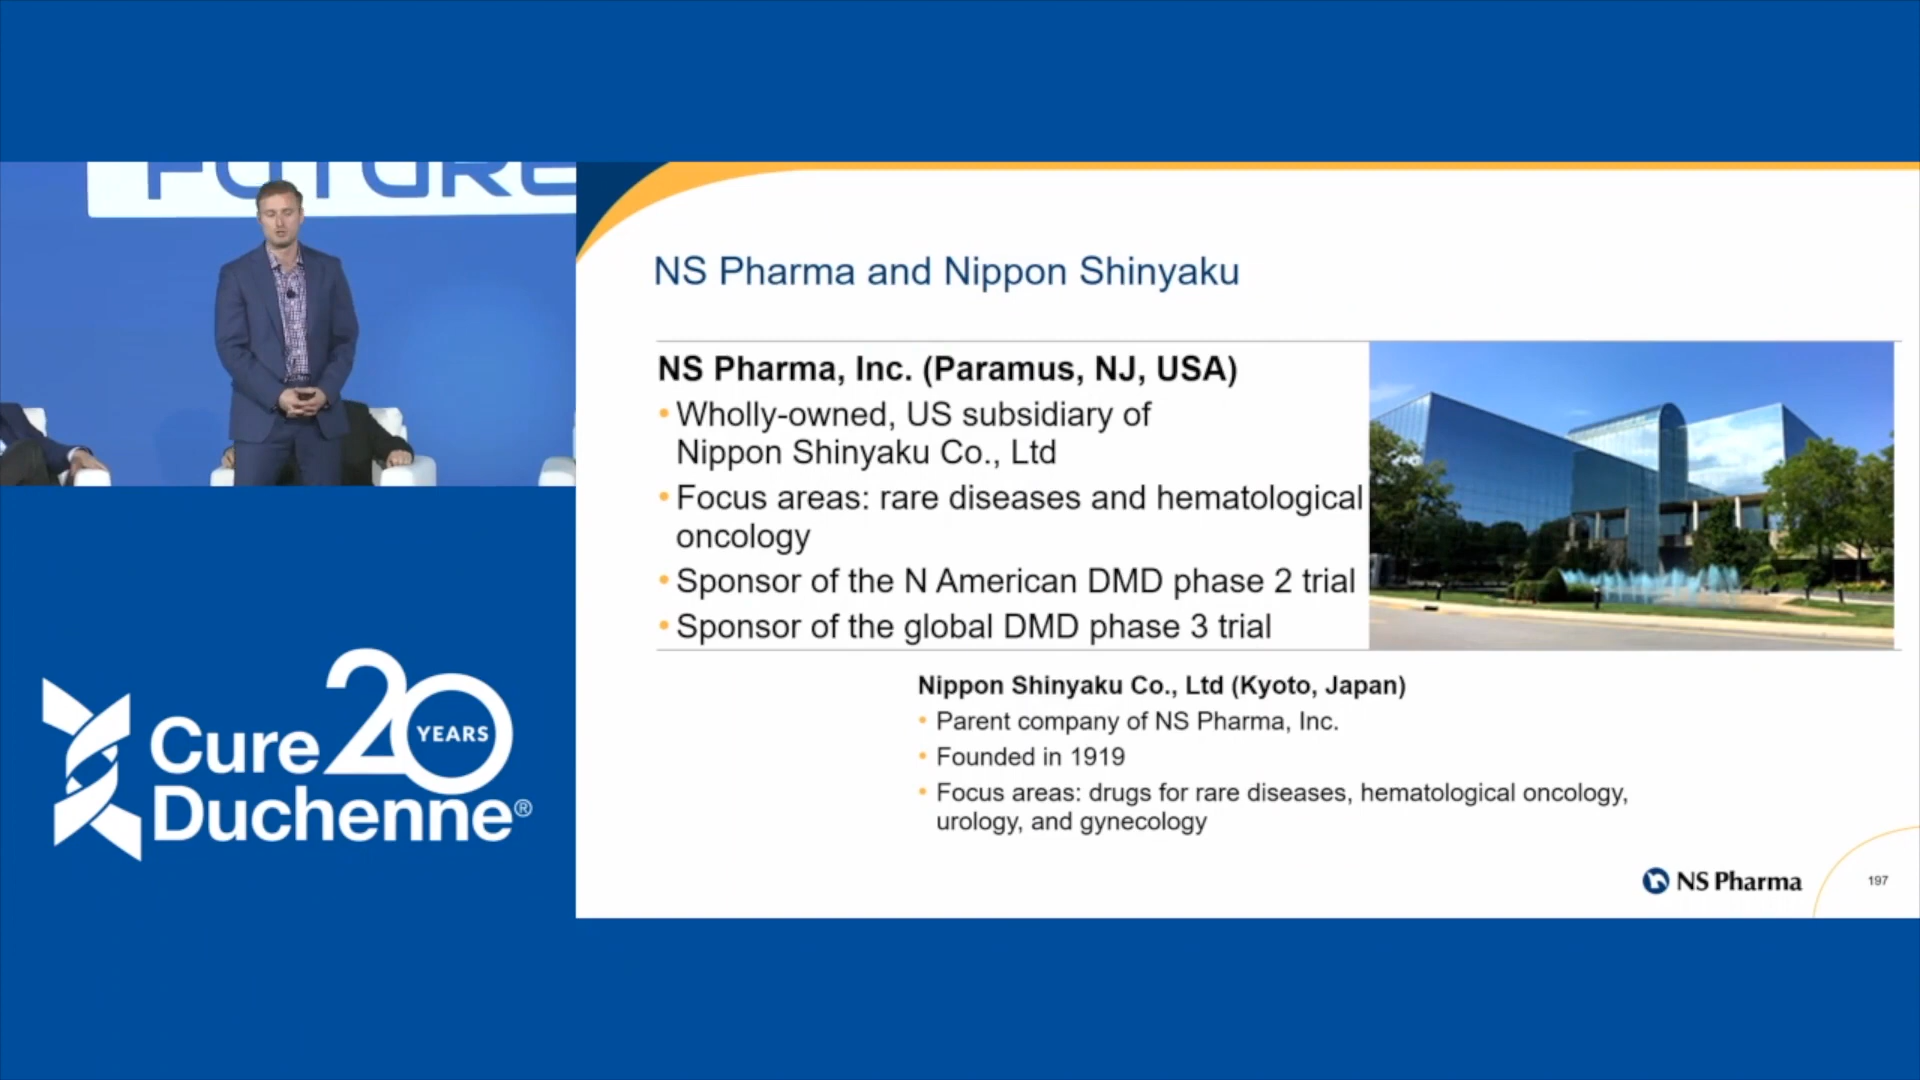 FUTURE
NS Pharma and Nippon Shinyaku
NS Pharma, Inc. (Paramus, NJ, USA)
• Wholly-owned, US subsidiary of
Nippon Shinyaku Co., Ltd
• Focus areas: rare diseases and hematological
oncology
• Sponsor of the N American DMD phase 2 trial
• Sponsor of the global DMD phase 3 trial
Nippon Shinyaku Co., Ltd (Kyoto, Japan)
• Parent company of NS Pharma, Inc.
• Founded in 1919
• Focus areas: drugs for rare diseases, hematological oncology,
urology, and gynecology
NS Pharma
197
20 YEARS
Cure
Duchenne®